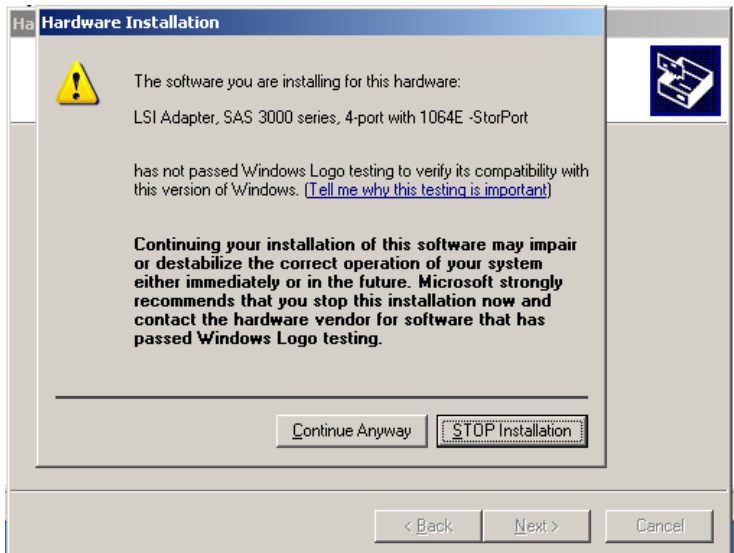 Ha
Hardware Installation
The software you are installing for this hardware:
LSI Adapter, SAS 3000 series, 4-port with 1064E -StorPort
has not passed Windows Logo testing to verify its compatibility with
this version of Windows. (Tell me why this testing is important)
Continuing your installation of this software may impair
or destabilize the correct operation of your system
either immediately or in the future. Microsoft strongly
recommends that you stop this installation now and
contact the hardware vendor for software that has
passed Windows Logo testing.
Continue Anyway
STOP Installation
< Back
Next >
Cancel